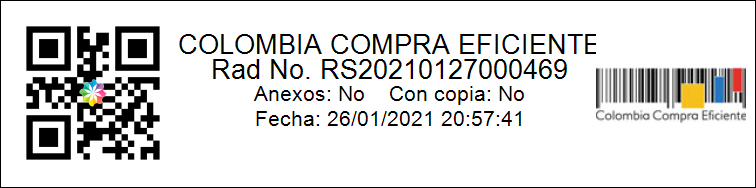 COLOMBIA COMPRA EFICIENTE
Rad No. RS20210127000469
Anexos: No Con copia: No
Fecha: 26/01/2021 20:57:41
Colombia Compra Eficiente